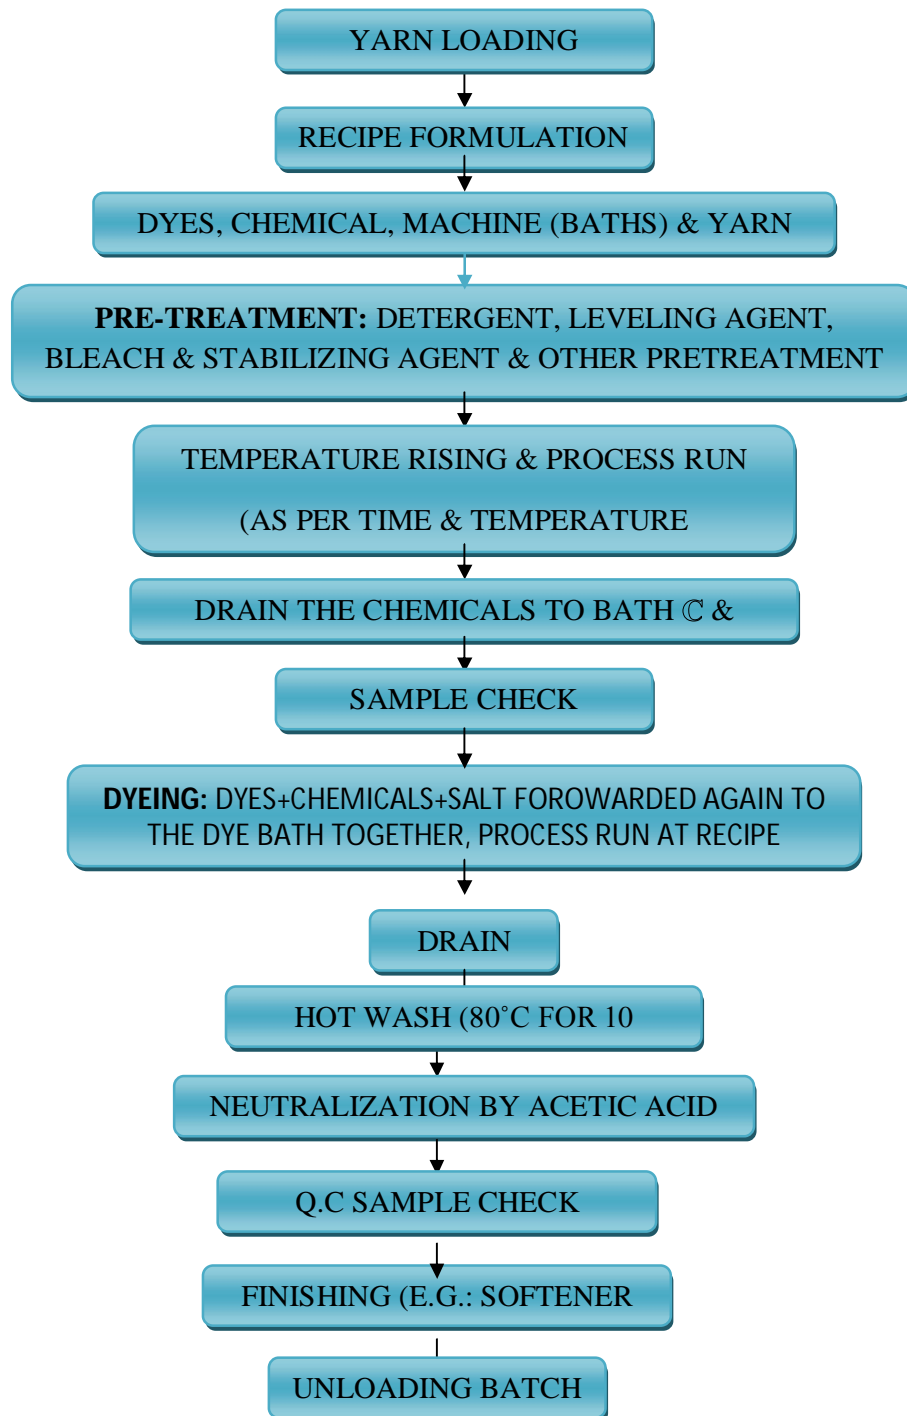 YARN LOADING
RECIPE FORMULATION
DYES, CHEMICAL, MACHINE (BATHS) & YARN
PRE-TREATMENT: DETERGENT, LEVELING AGENT,
BLEACH & STABILIZING AGENT & OTHER PRETREATMENT
TEMPERATURE RISING & PROCESS RUN
(AS PER TIME & TEMPERATURE
DRAIN THE CHEMICALS TO BATH ℂ &
SAMPLE CHECK
DYEING: DYES+CHEMICALS+SALT FOROWARDED AGAIN TO
THE DYE BATH TOGETHER, PROCESS RUN AT RECIPE
DRAIN
HOT WASH (80˚C FOR 10
NEUTRALIZATION BY ACETIC ACID
Q.C SAMPLE CHECK
FINISHING (E.G.: SOFTENER
UNLOADING BATCH